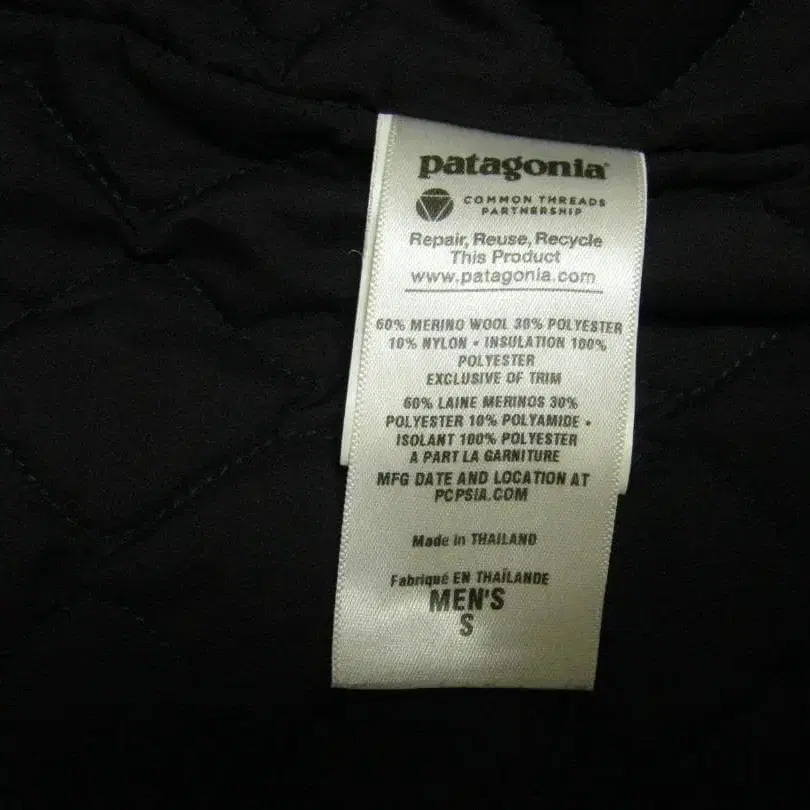 patagonia®
COMMON THREADS
PARTNERSHIP
Repair, Reuse, Recycle
This Product
www.patagonia.com
60% MERINO WOOL 30% POLYESTER
10% NYLON • INSULATION 100%
POLYESTER
EXCLUSIVE OF TRIM
60% LAINE MERINOS 30%
POLYESTER 10% POLYAMIDE •
ISOLANT 100% POLYESTER
A PART LA GARNITURE
MFG DATE AND LOCATION AT
PCPSIA.COM
Made in THAILAND
Fabriqué EN THAÏLANDE
MEN'S
S